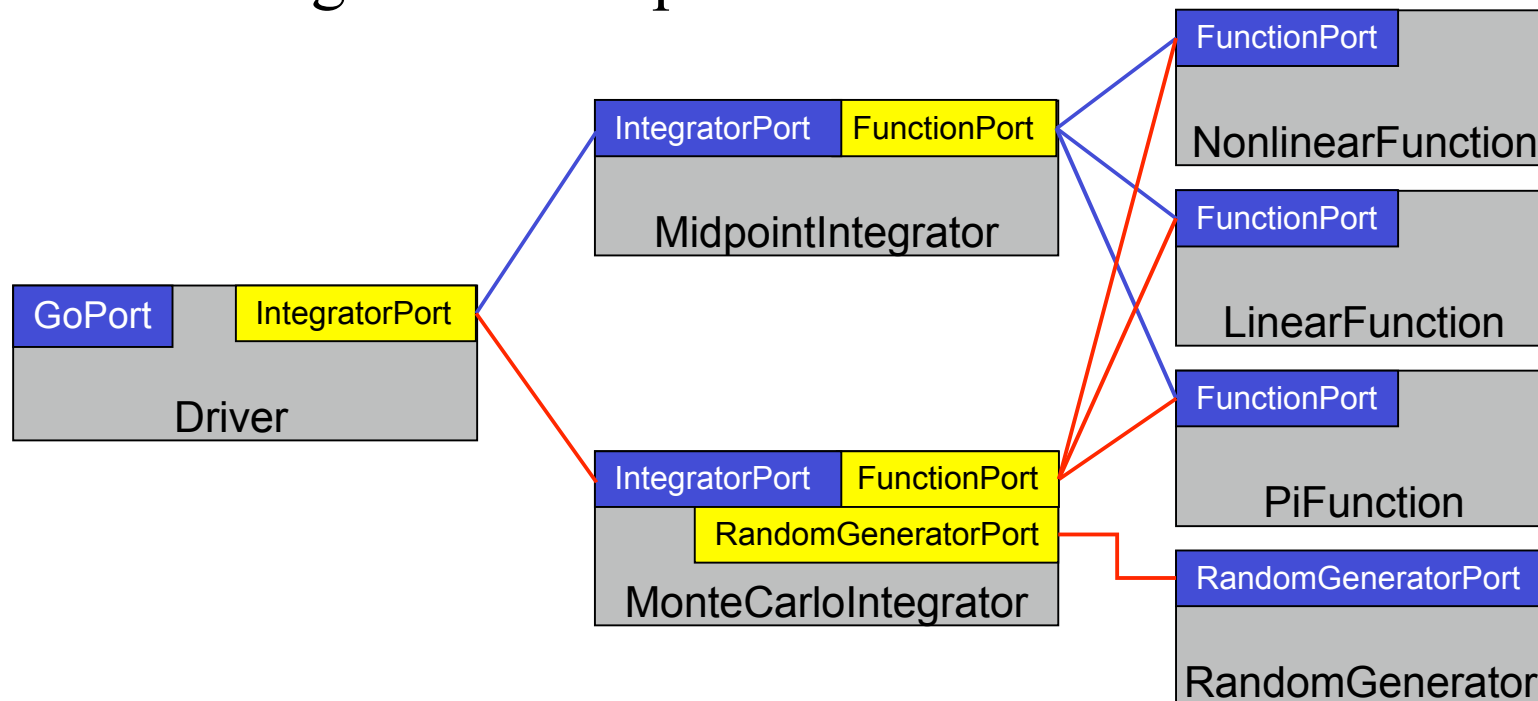 FunctionPort
NonlinearFunction
IntegratorPort FunctionPort
MidpointIntegrator
FunctionPort
LinearFunction
GoPort IntegratorPort
Driver
FunctionPort
PiFunction
IntegratorPort FunctionPort
RandomGeneratorPort
MonteCarloIntegrator
RandomGeneratorPort
RandomGenerator